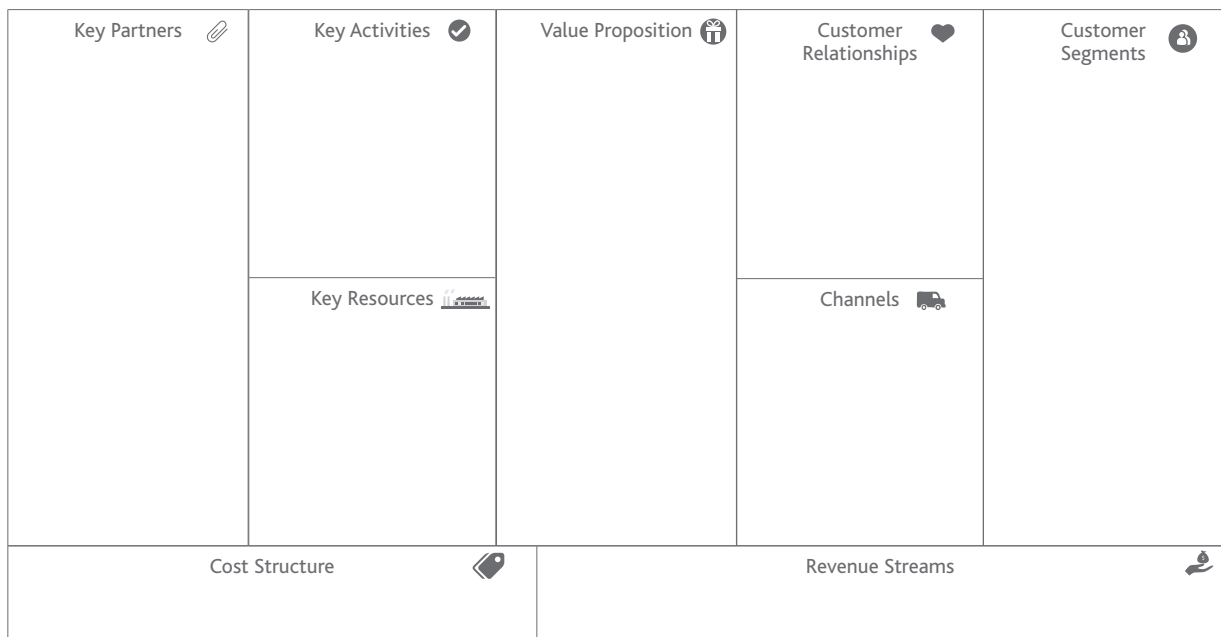 Key Partners
Key Activities
Value Proposition
Customer
Relationships
Customer
Segments
Key Resources
Channels
Cost Structure
Revenue Streams